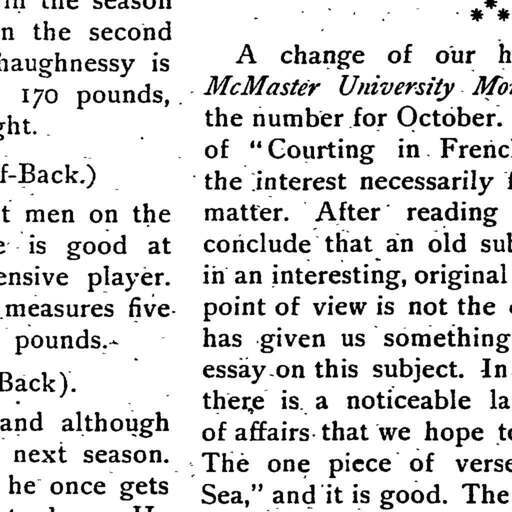 in the season
n the second
haughnessy is
170 pounds,
ght.
f-Back.)
t men on the
e is good at
ensive player.
measures five
pounds.
Back).
and although
next season.
he once gets
***
A change of our h
McMaster University Mo
the number for October.
of "Courting in Frenc
the interest necessarily f
matter. After reading
conclude that an old sub
in an interesting, original
point of view is not the
has given us something
essay on this subject. In
there is a noticeable la
of affairs that we hope to
The one piece of verse
Sea," and it is good. The